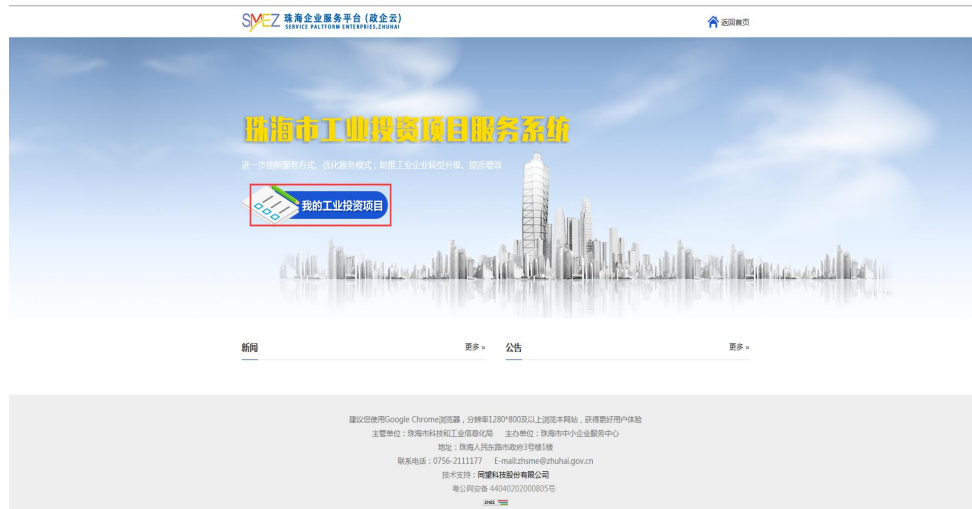 SMEZ 珠海企业服务平台 (政企云)
SERVICE PALTFORM ENTERPRIES.ZHUHAI
返回首页
珠海市工业投资项目服务系统
进一步创新服务方式、优化服务模式，助推工业企业转型升级、提质增效
我的工业投资项目
新闻 更多 »
公告 更多 »
建议您使用Google Chrome浏览器，分辨率1280*800及以上浏览本网站，获得更好用户体验
主管单位：珠海市科技和工业信息化局 主办单位：珠海市中小企业服务中心
地址：珠海人民东路市政府3号楼1楼
联系电话：0756-2111177 E-mail:zhsme@zhuhai.gov.cn
技术支持：同望科技股份有限公司
粤公网安备 44040202000805号
CNZZ